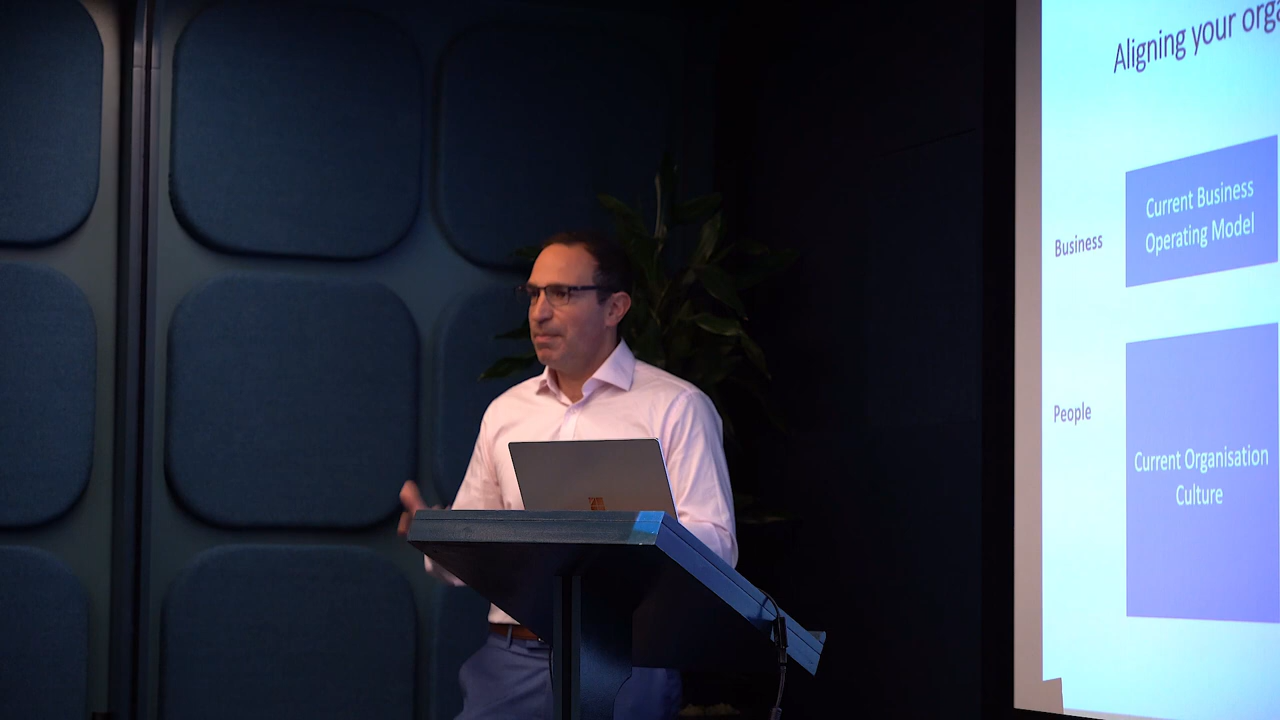 Aligning your orga
Business
Current Business
Operating Model
People
Current Organisation
Culture